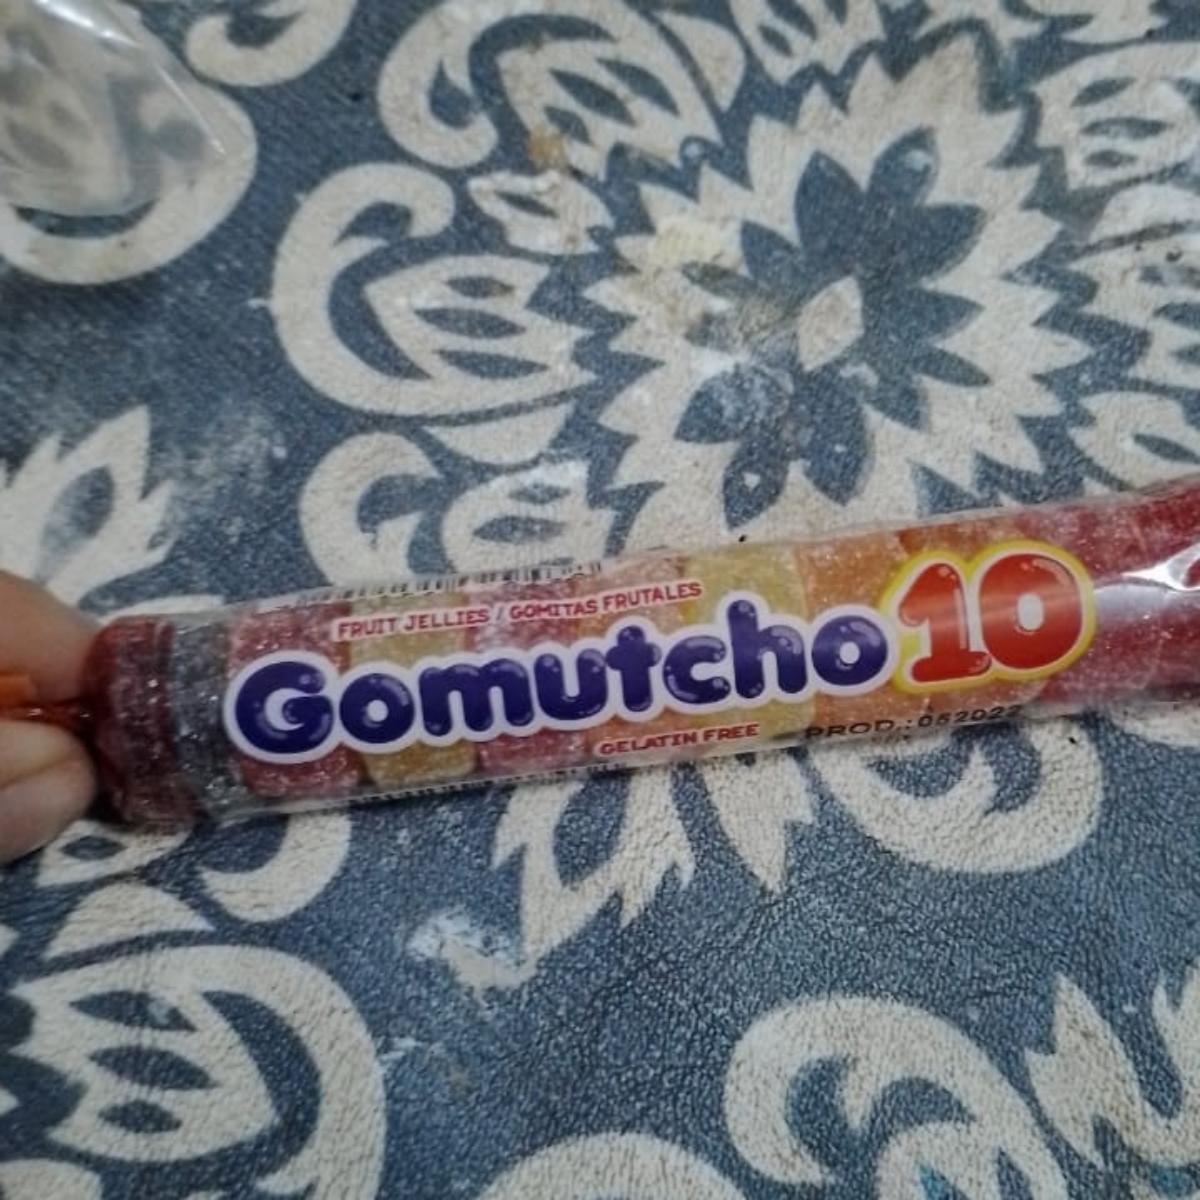 FRUIT JELLIES / GOMITAS FRUTALES
Gomutcho 10
GELATIN FREE
PROD.: 052022